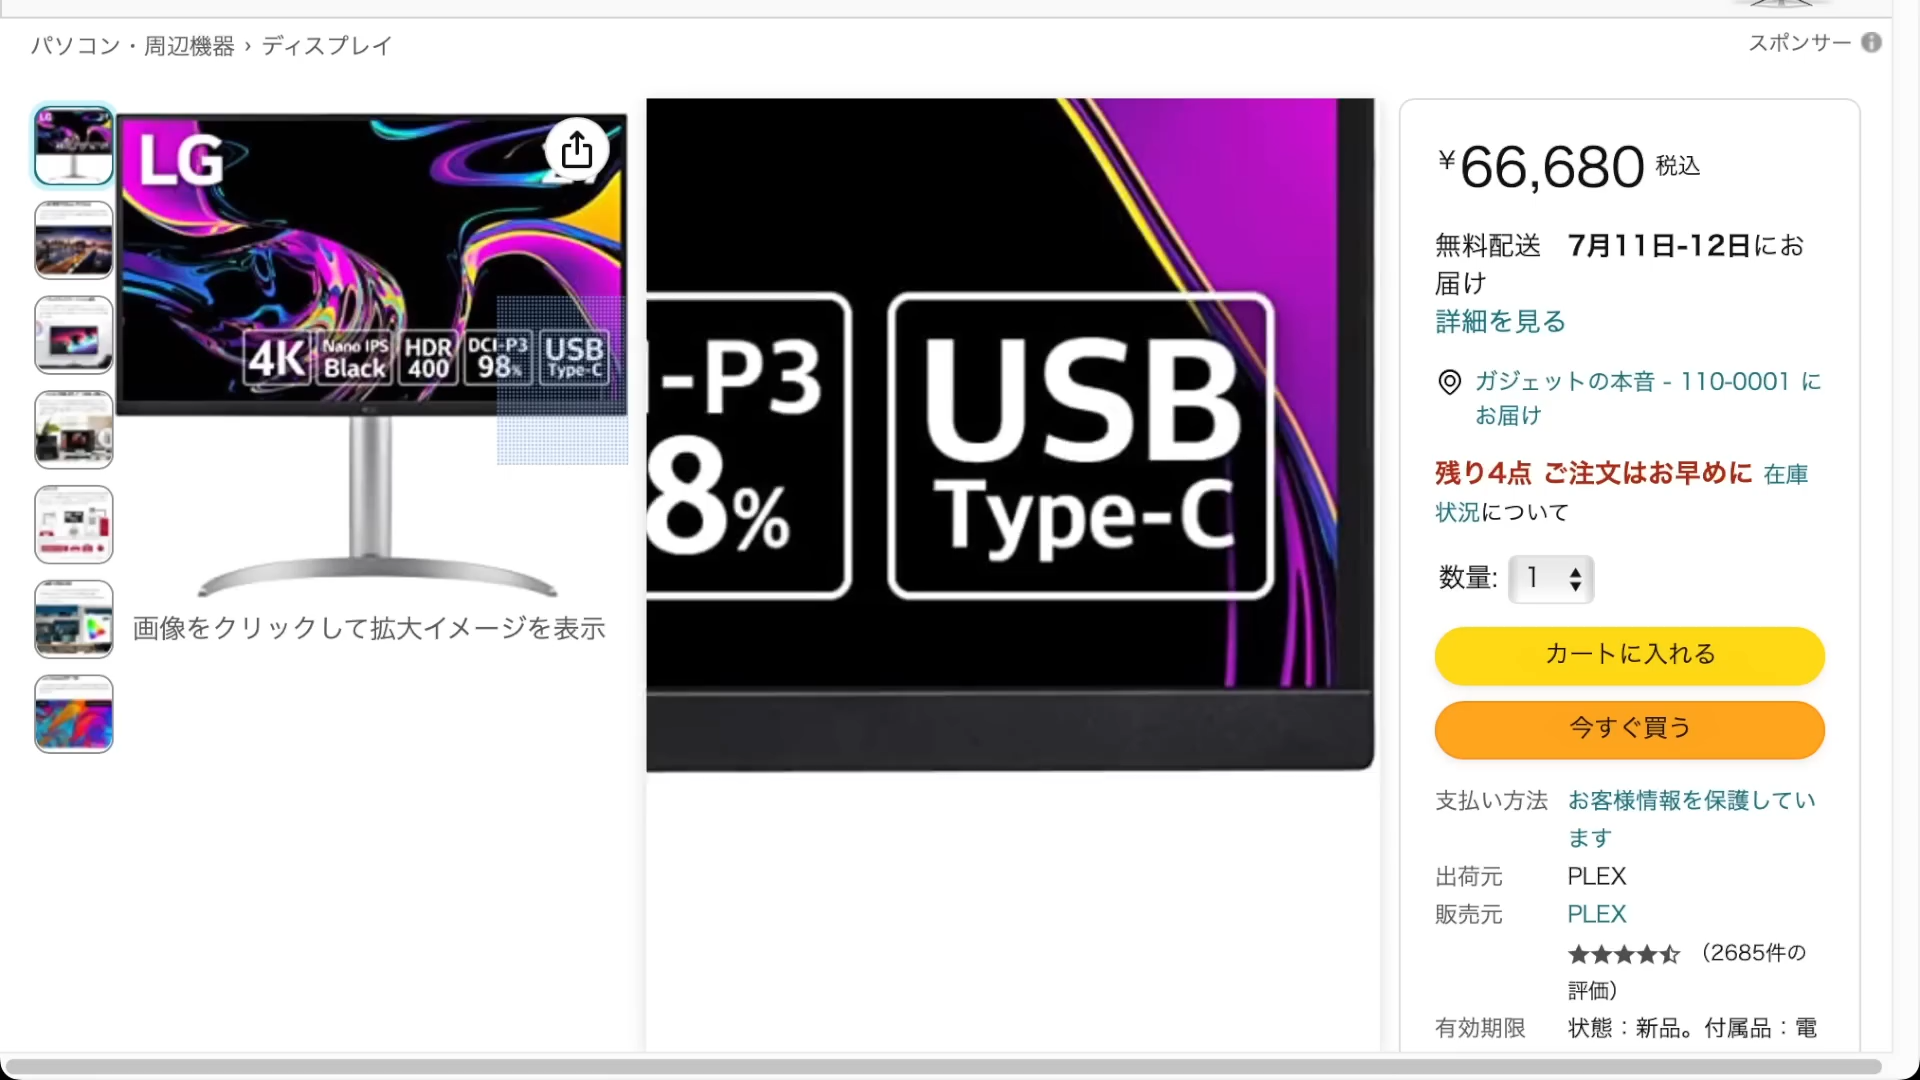 パソコン・周辺機器 › ディスプレイ
スポンサー
LG
4K
Nano IPS
Black
HDR
400
DCI-P3
98%
USB
Type-C
画像をクリックして拡大イメージを表示
-P3
8%
USB
Type-C
¥66,680 税込
無料配送 7月11日-12日にお
届け
詳細を見る
ガジェットの本音 - 110-0001 に
お届け
残り4点 ご注文はお早めに 在庫
状況について
数量: 1
カートに入れる
今すぐ買う
支払い方法 お客様情報を保護してい
ます
出荷元 PLEX
販売元 PLEX
（2685件の
評価）
有効期限 状態：新品。付属品：電